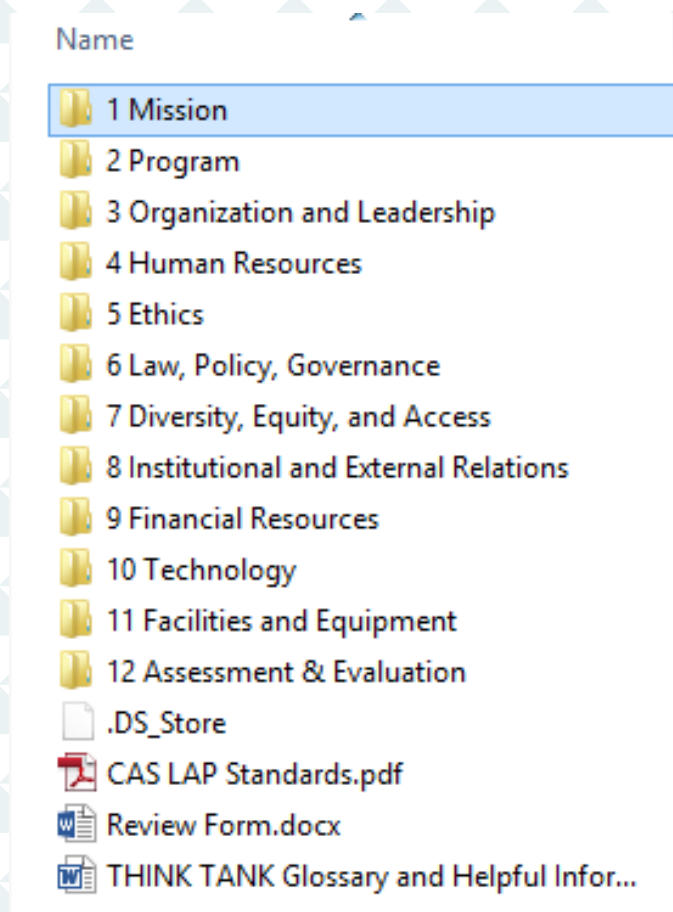 Name
1 Mission
2 Program
3 Organization and Leadership
4 Human Resources
5 Ethics
6 Law, Policy, Governance
7 Diversity, Equity, and Access
8 Institutional and External Relations
9 Financial Resources
10 Technology
11 Facilities and Equipment
12 Assessment & Evaluation
.DS_Store
CAS LAP Standards.pdf
Review Form.docx
THINK TANK Glossary and Helpful Infor...